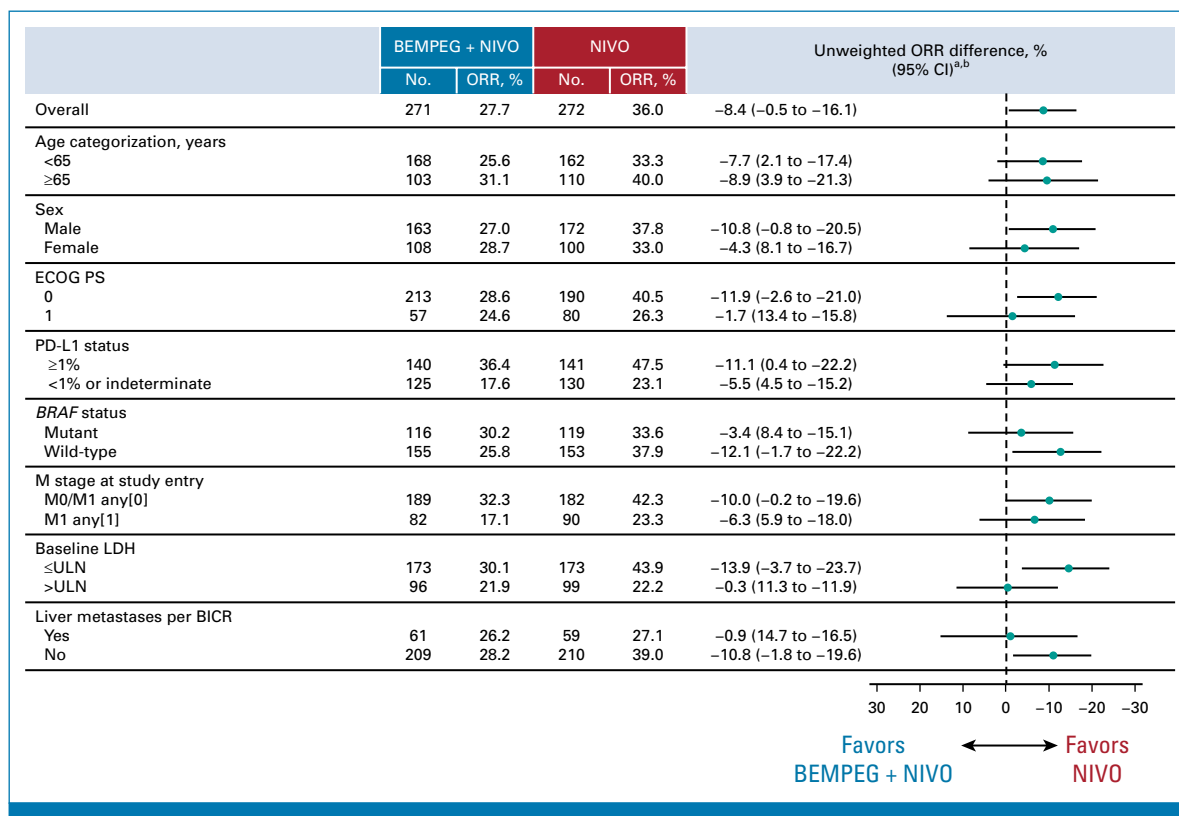 BEMPEG + NIVO NIVO Unweighted ORR difference, %
(95% CI)a,b
No. ORR, % No. ORR, %
Overall 271 27.7 272 36.0 −8.4 (−0.5 to −16.1)
Age categorization, years
<65 168 25.6 162 33.3 −7.7 (2.1 to −17.4)
≥65 103 31.1 110 40.0 −8.9 (3.9 to −21.3)
Sex
Male 163 27.0 172 37.8 −10.8 (−0.8 to −20.5)
Female 108 28.7 100 33.0 −4.3 (8.1 to −16.7)
ECOG PS
0 213 28.6 190 40.5 −11.9 (−2.6 to −21.0)
1 57 24.6 80 26.3 −1.7 (13.4 to −15.8)
PD-L1 status
≥1% 140 36.4 141 47.5 −11.1 (0.4 to −22.2)
<1% or indeterminate 125 17.6 130 23.1 −5.5 (4.5 to −15.2)
BRAF status
Mutant 116 30.2 119 33.6 −3.4 (8.4 to −15.1)
Wild-type 155 25.8 153 37.9 −12.1 (−1.7 to −22.2)
M stage at study entry
M0/M1 any[0] 189 32.3 182 42.3 −10.0 (−0.2 to −19.6)
M1 any[1] 82 17.1 90 23.3 −6.3 (5.9 to −18.0)
Baseline LDH
≤ULN 173 30.1 173 43.9 −13.9 (−3.7 to −23.7)
>ULN 96 21.9 99 22.2 −0.3 (11.3 to −11.9)
Liver metastases per BICR
Yes 61 26.2 59 27.1 −0.9 (14.7 to −16.5)
No 209 28.2 210 39.0 −10.8 (−1.8 to −19.6)
30 20 10 0 −10 −20 −30
Favors Favors
BEMPEG + NIVO NIVO